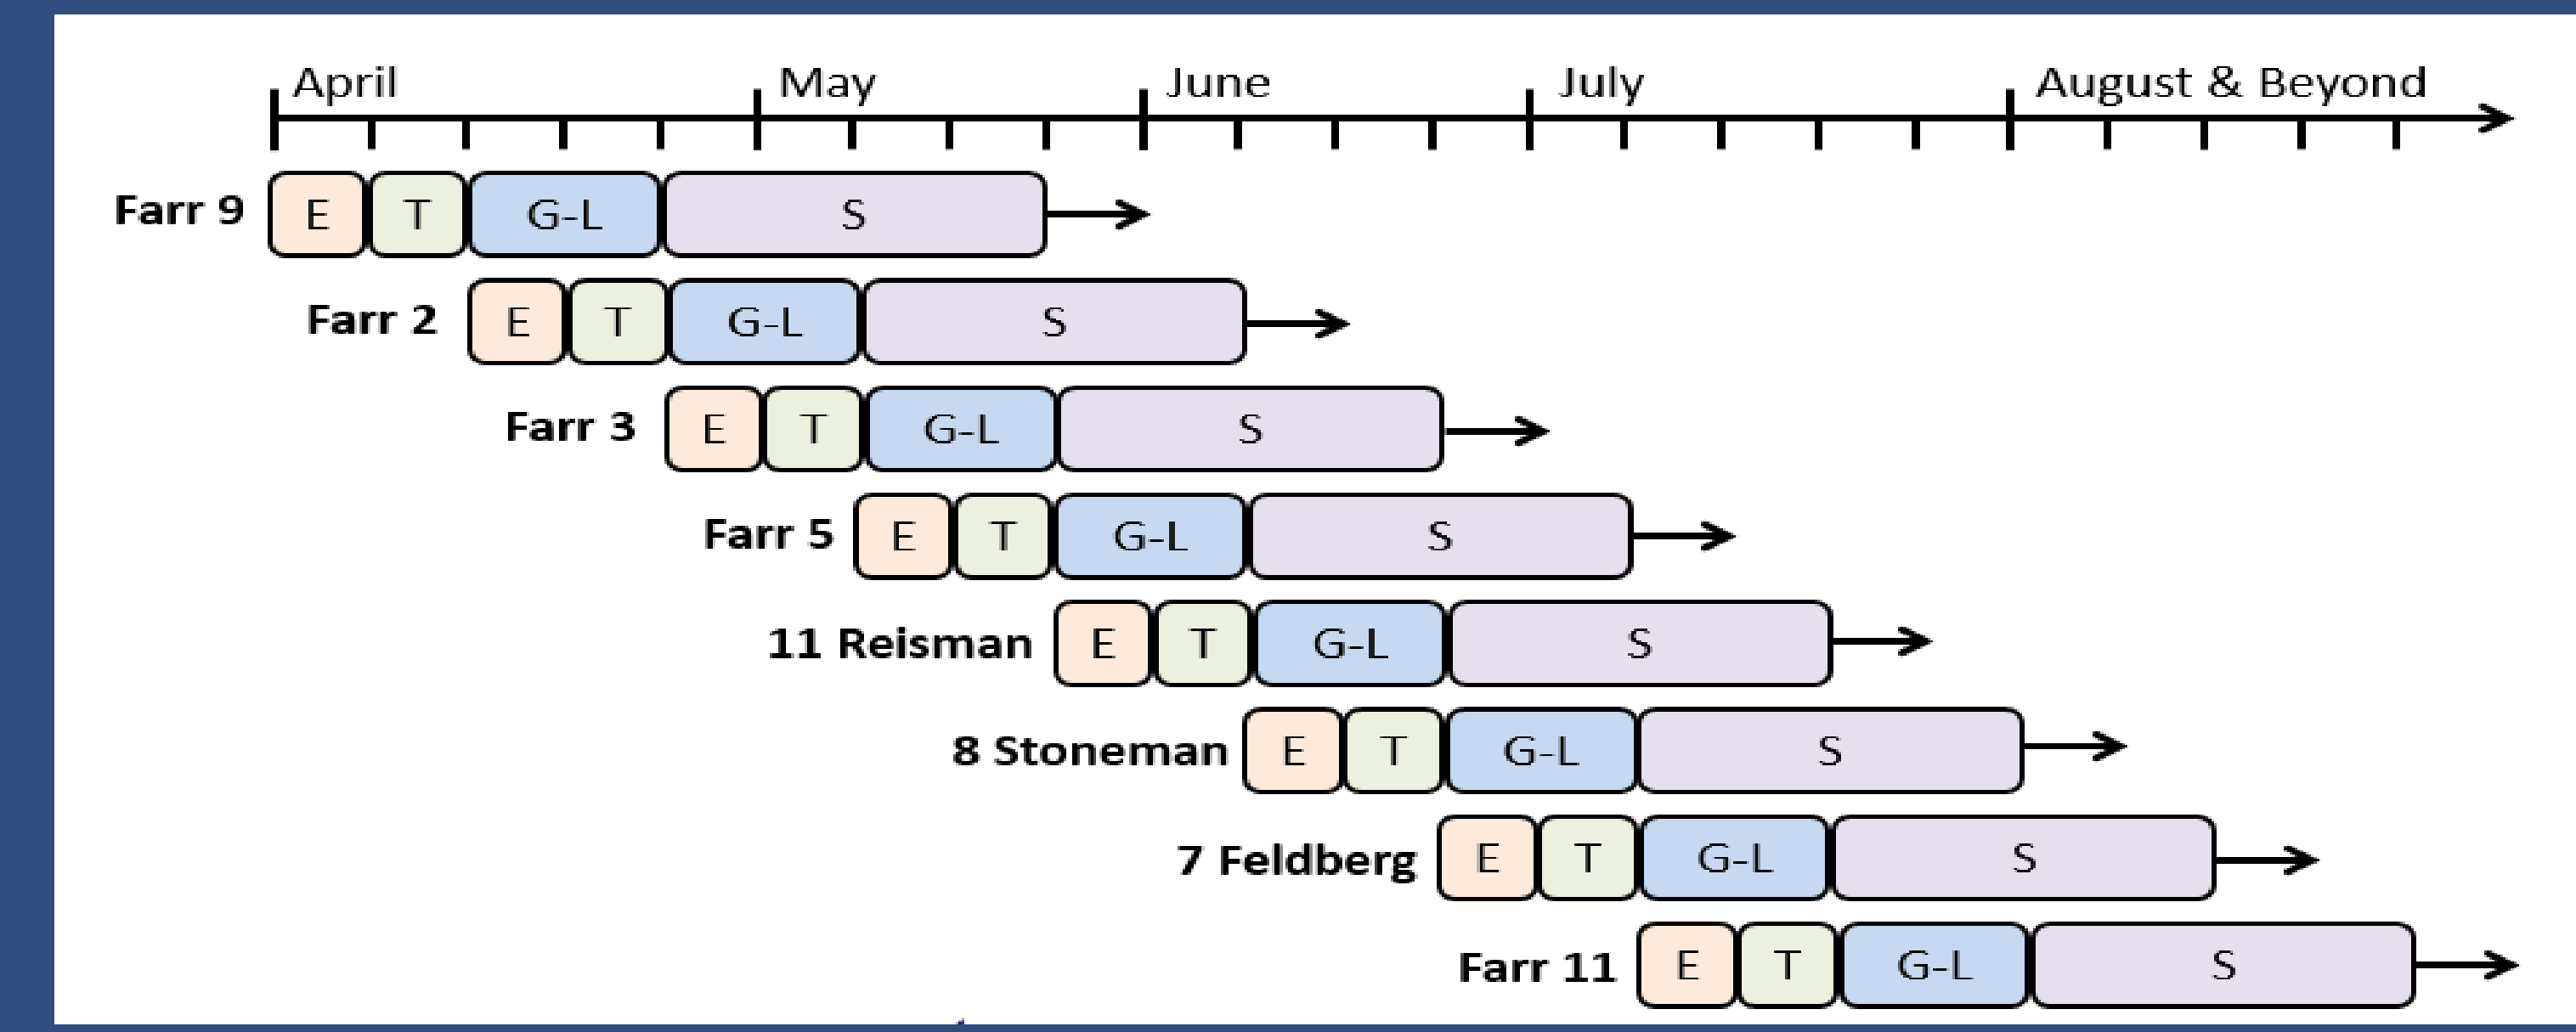 April May June July August & Beyond
Farr 9 E T G-L S
Farr 2 E T G-L S
Farr 3 E T G-L S
Farr 5 E T G-L S
11 Reisman E T G-L S
8 Stoneman E T G-L S
7 Feldberg E T G-L S
Farr 11 E T G-L S